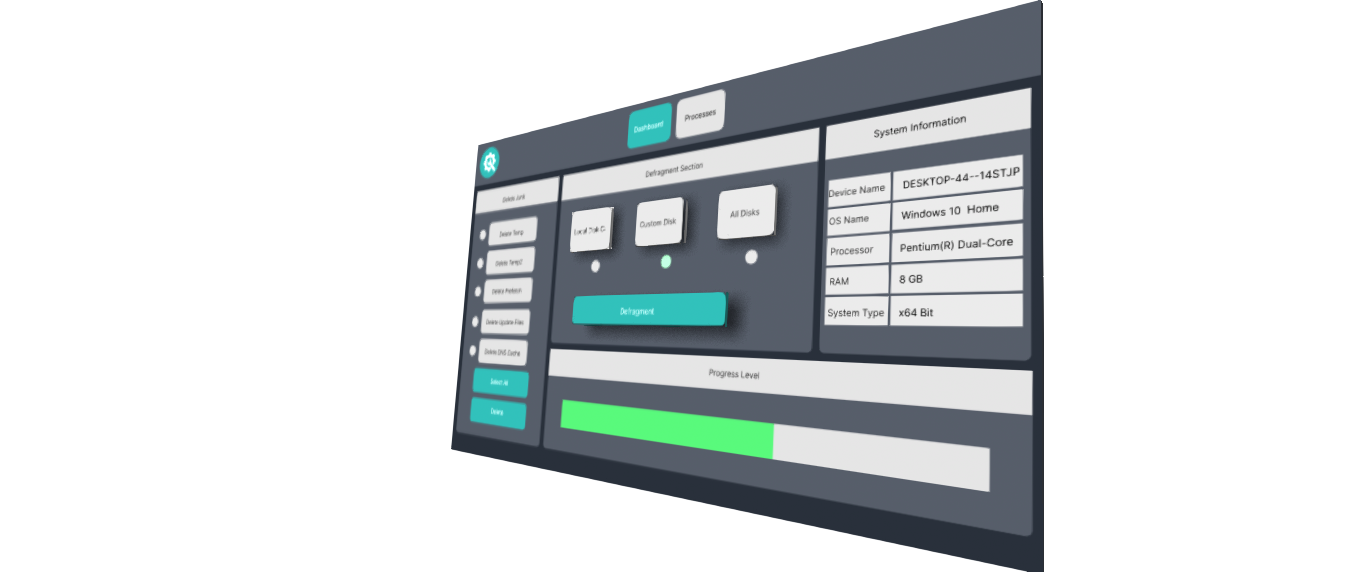 Dashboard
Processes
Delete Junk
Delete Temp
Delete Temp2
Delete Prefetch
Delete Update Files
Delete DNS Cache
Select All
Delete
Defragment Section
Local Disk C:
Custom Disk
All Disks
Defragment
System Information
Device Name DESKTOP-44--14STJP
OS Name Windows 10 Home
Processor Pentium(R) Dual-Core
RAM 8 GB
System Type x64 Bit
Progress Level